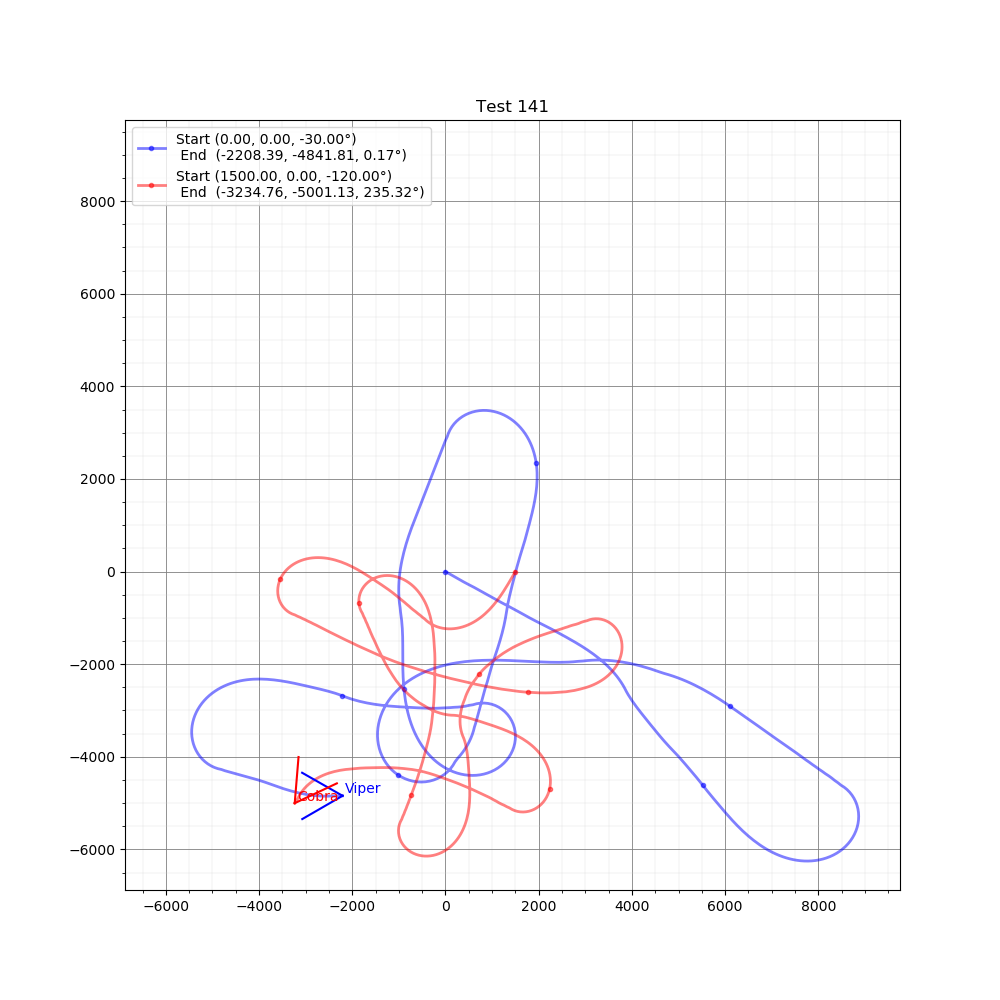 Test 141
Start (0.00, 0.00, -30.00°)
End (-2208.39, -4841.81, 0.17°)
Start (1500.00, 0.00, -120.00°)
End (-3234.76, -5001.13, 235.32°)
8000
6000
4000
2000
0
−2000
−4000
−6000
Viper
Cobra
−6000 −4000 −2000 0 2000 4000 6000 8000